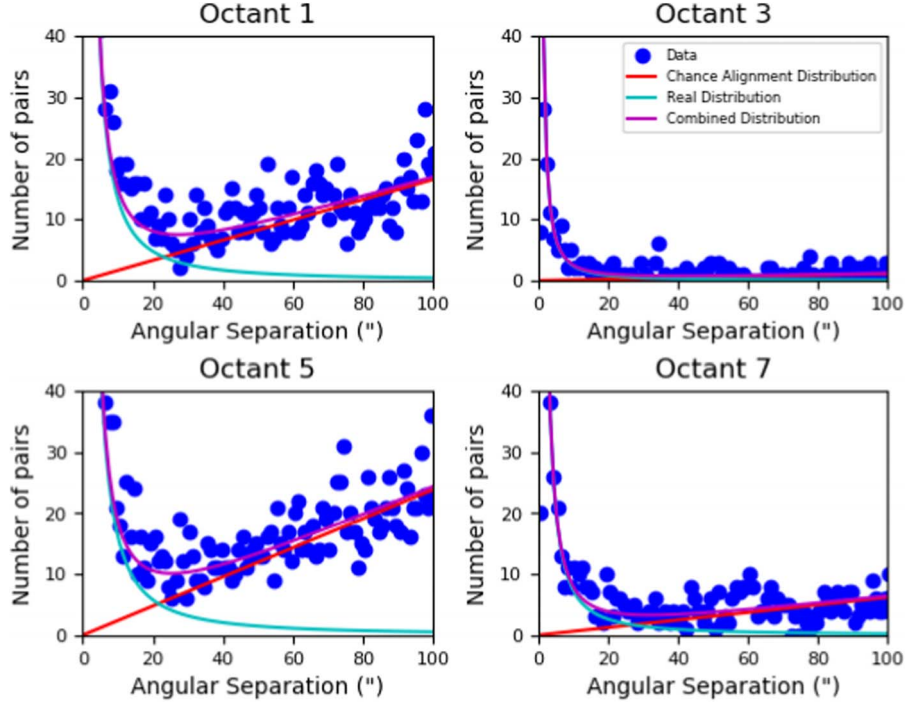 Octant 1
Octant 3
40
30
20
10
0
Number of pairs
0 20 40 60 80 100
Angular Separation (")
40
30
20
10
0
Number of pairs
Data
Chance Alignment Distribution
Real Distribution
Combined Distribution
0 20 40 60 80 100
Angular Separation (")
Octant 5
Octant 7
40
30
20
10
0
Number of pairs
0 20 40 60 80 100
Angular Separation (")
40
30
20
10
0
Number of pairs
0 20 40 60 80 100
Angular Separation (")